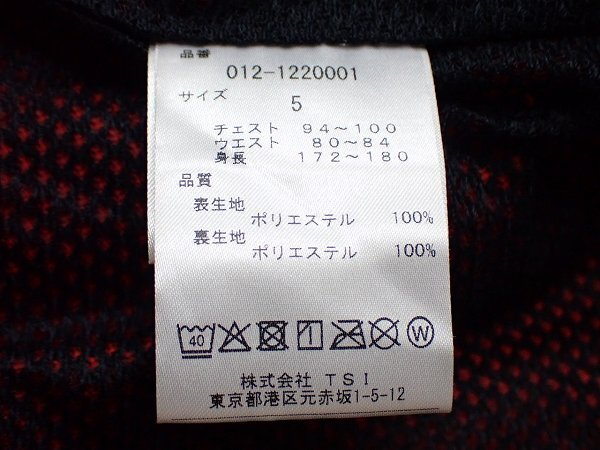 品番
012-1220001
サイズ
5
チェスト 94～100
ウエスト 80～84
身長 172～180
品質
表生地
ポリエステル 100%
裏生地
ポリエステル 100%
40 W
株式会社 TSI
東京都港区元赤坂1-5-12